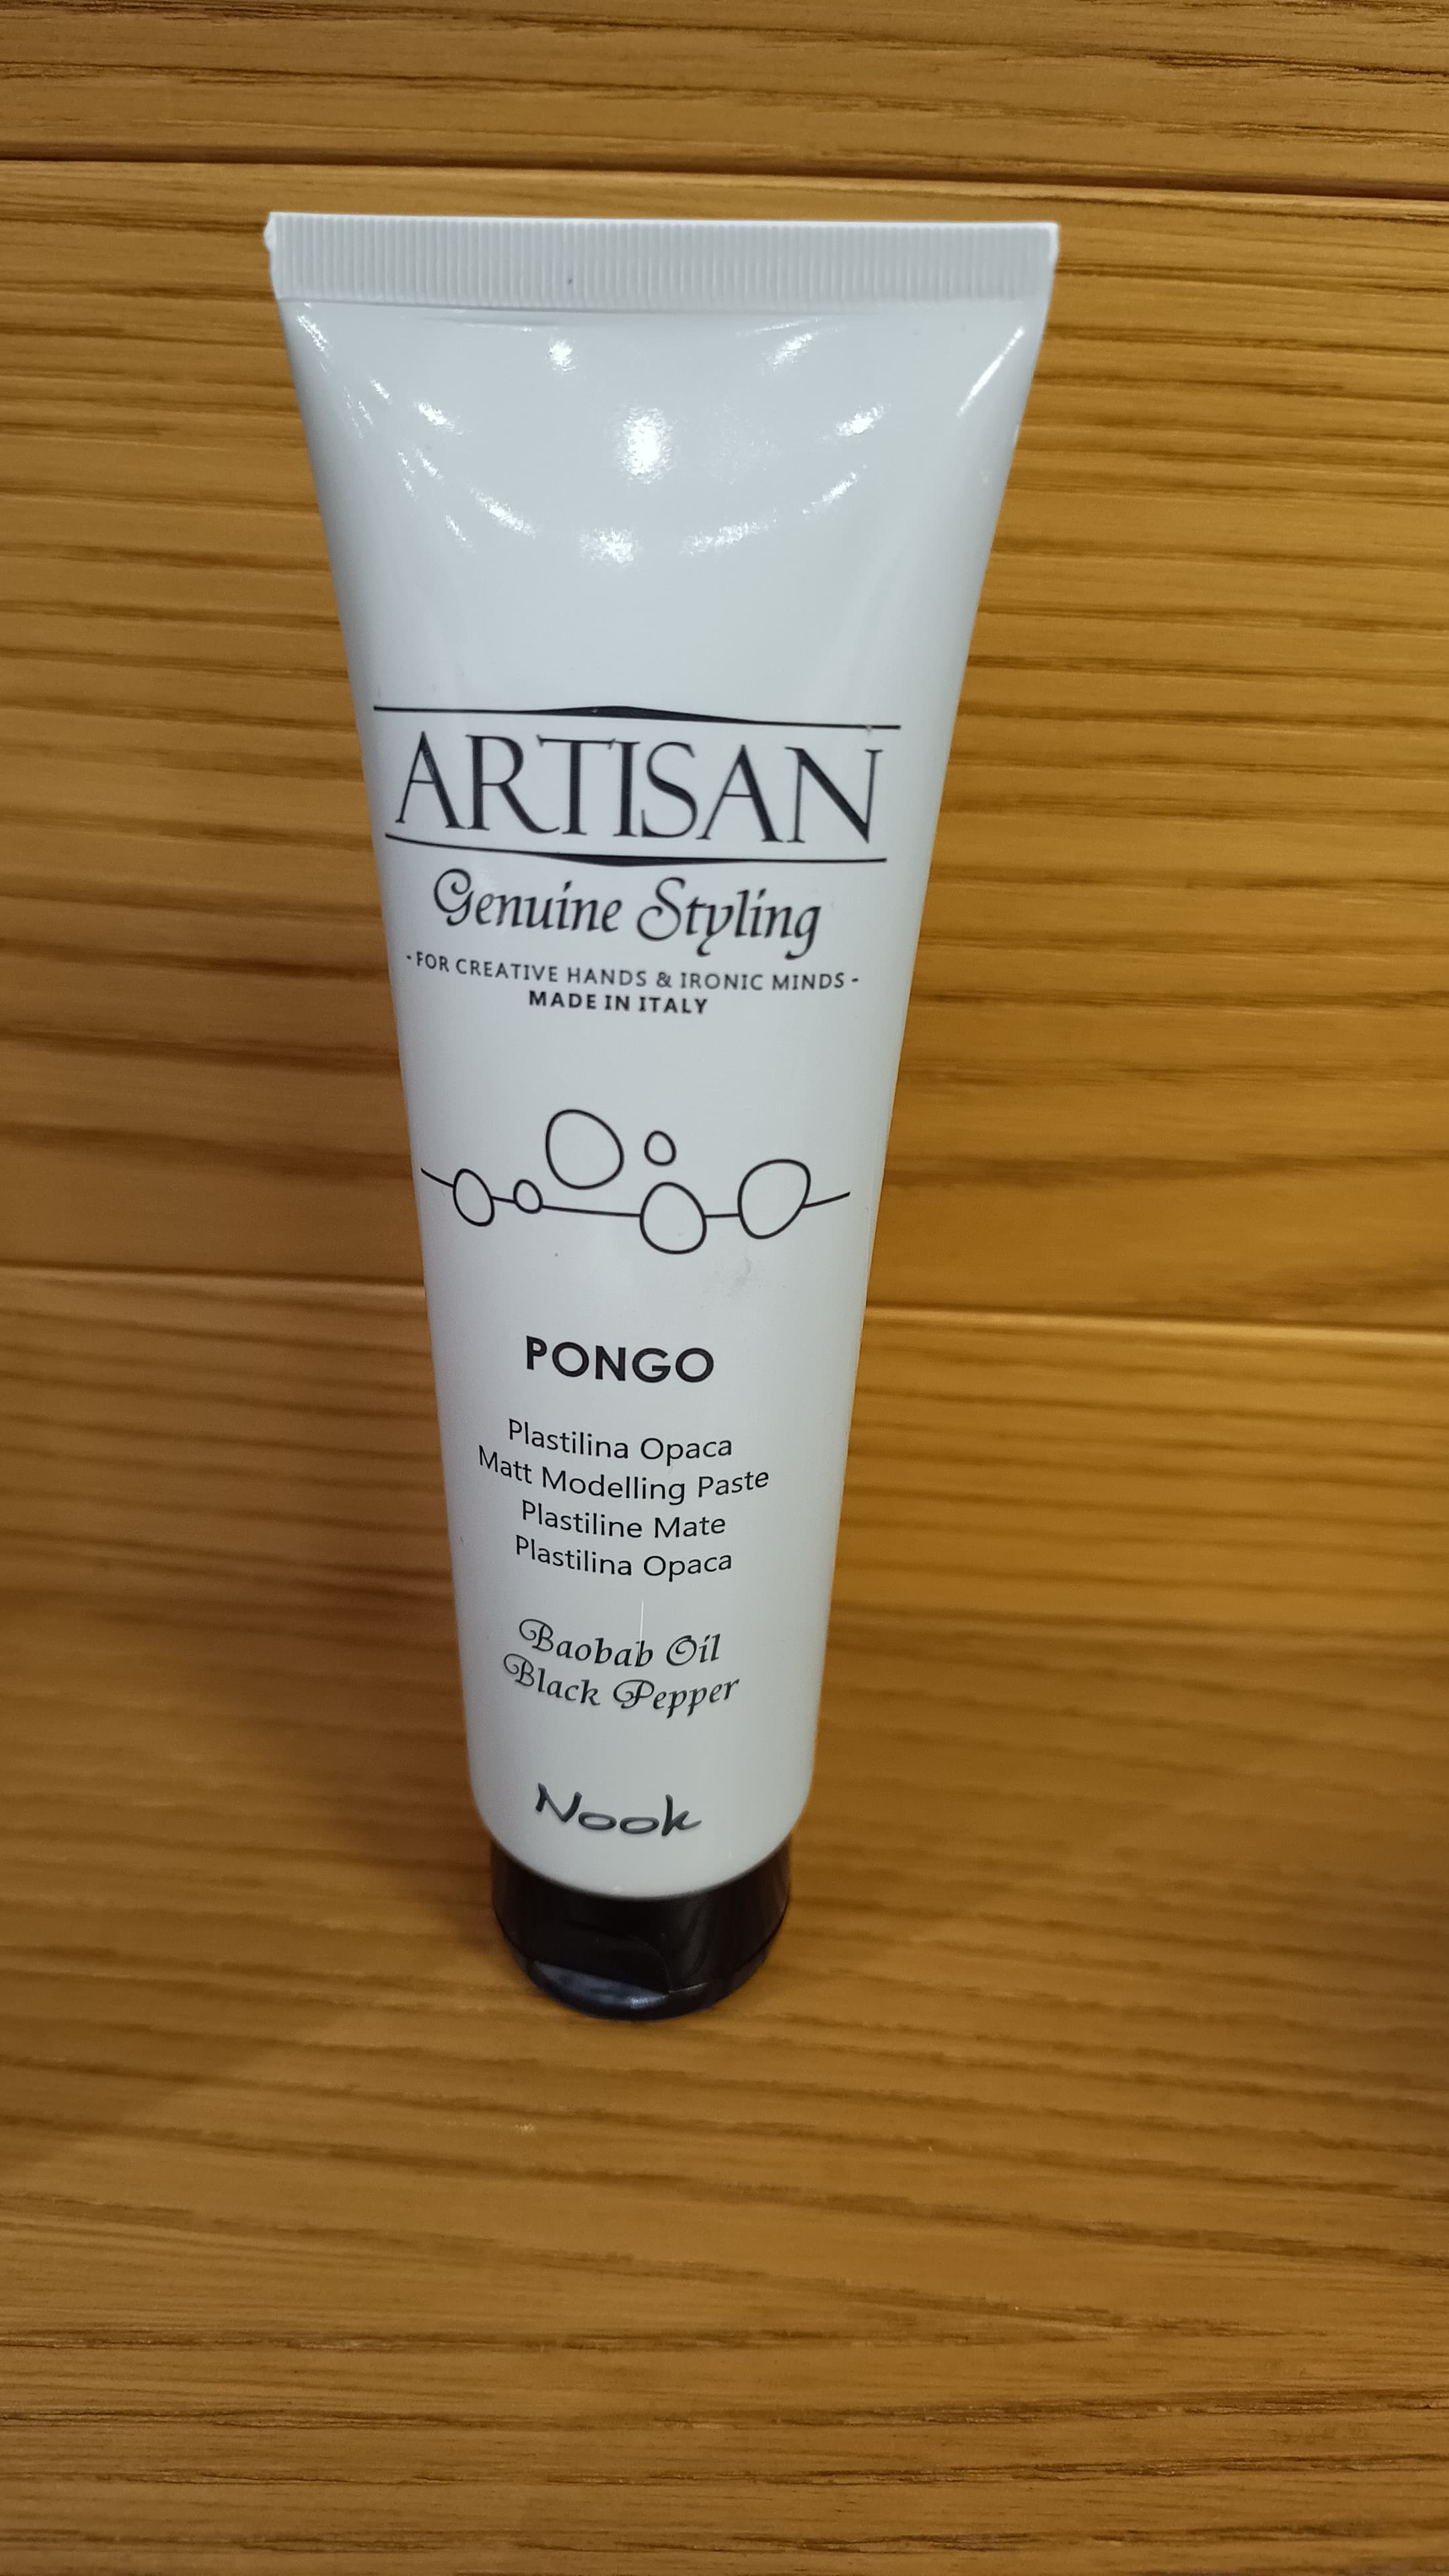 ARTISAN
Genuine Styling
-FOR CREATIVE HANDS & IRONIC MINDS-
MADE IN ITALY
PONGO
Plastilina Opaca
Matt Modelling Paste
Plastiline Mate
Plastilina Opaca
Baobab Oil
Black Pepper
Nook